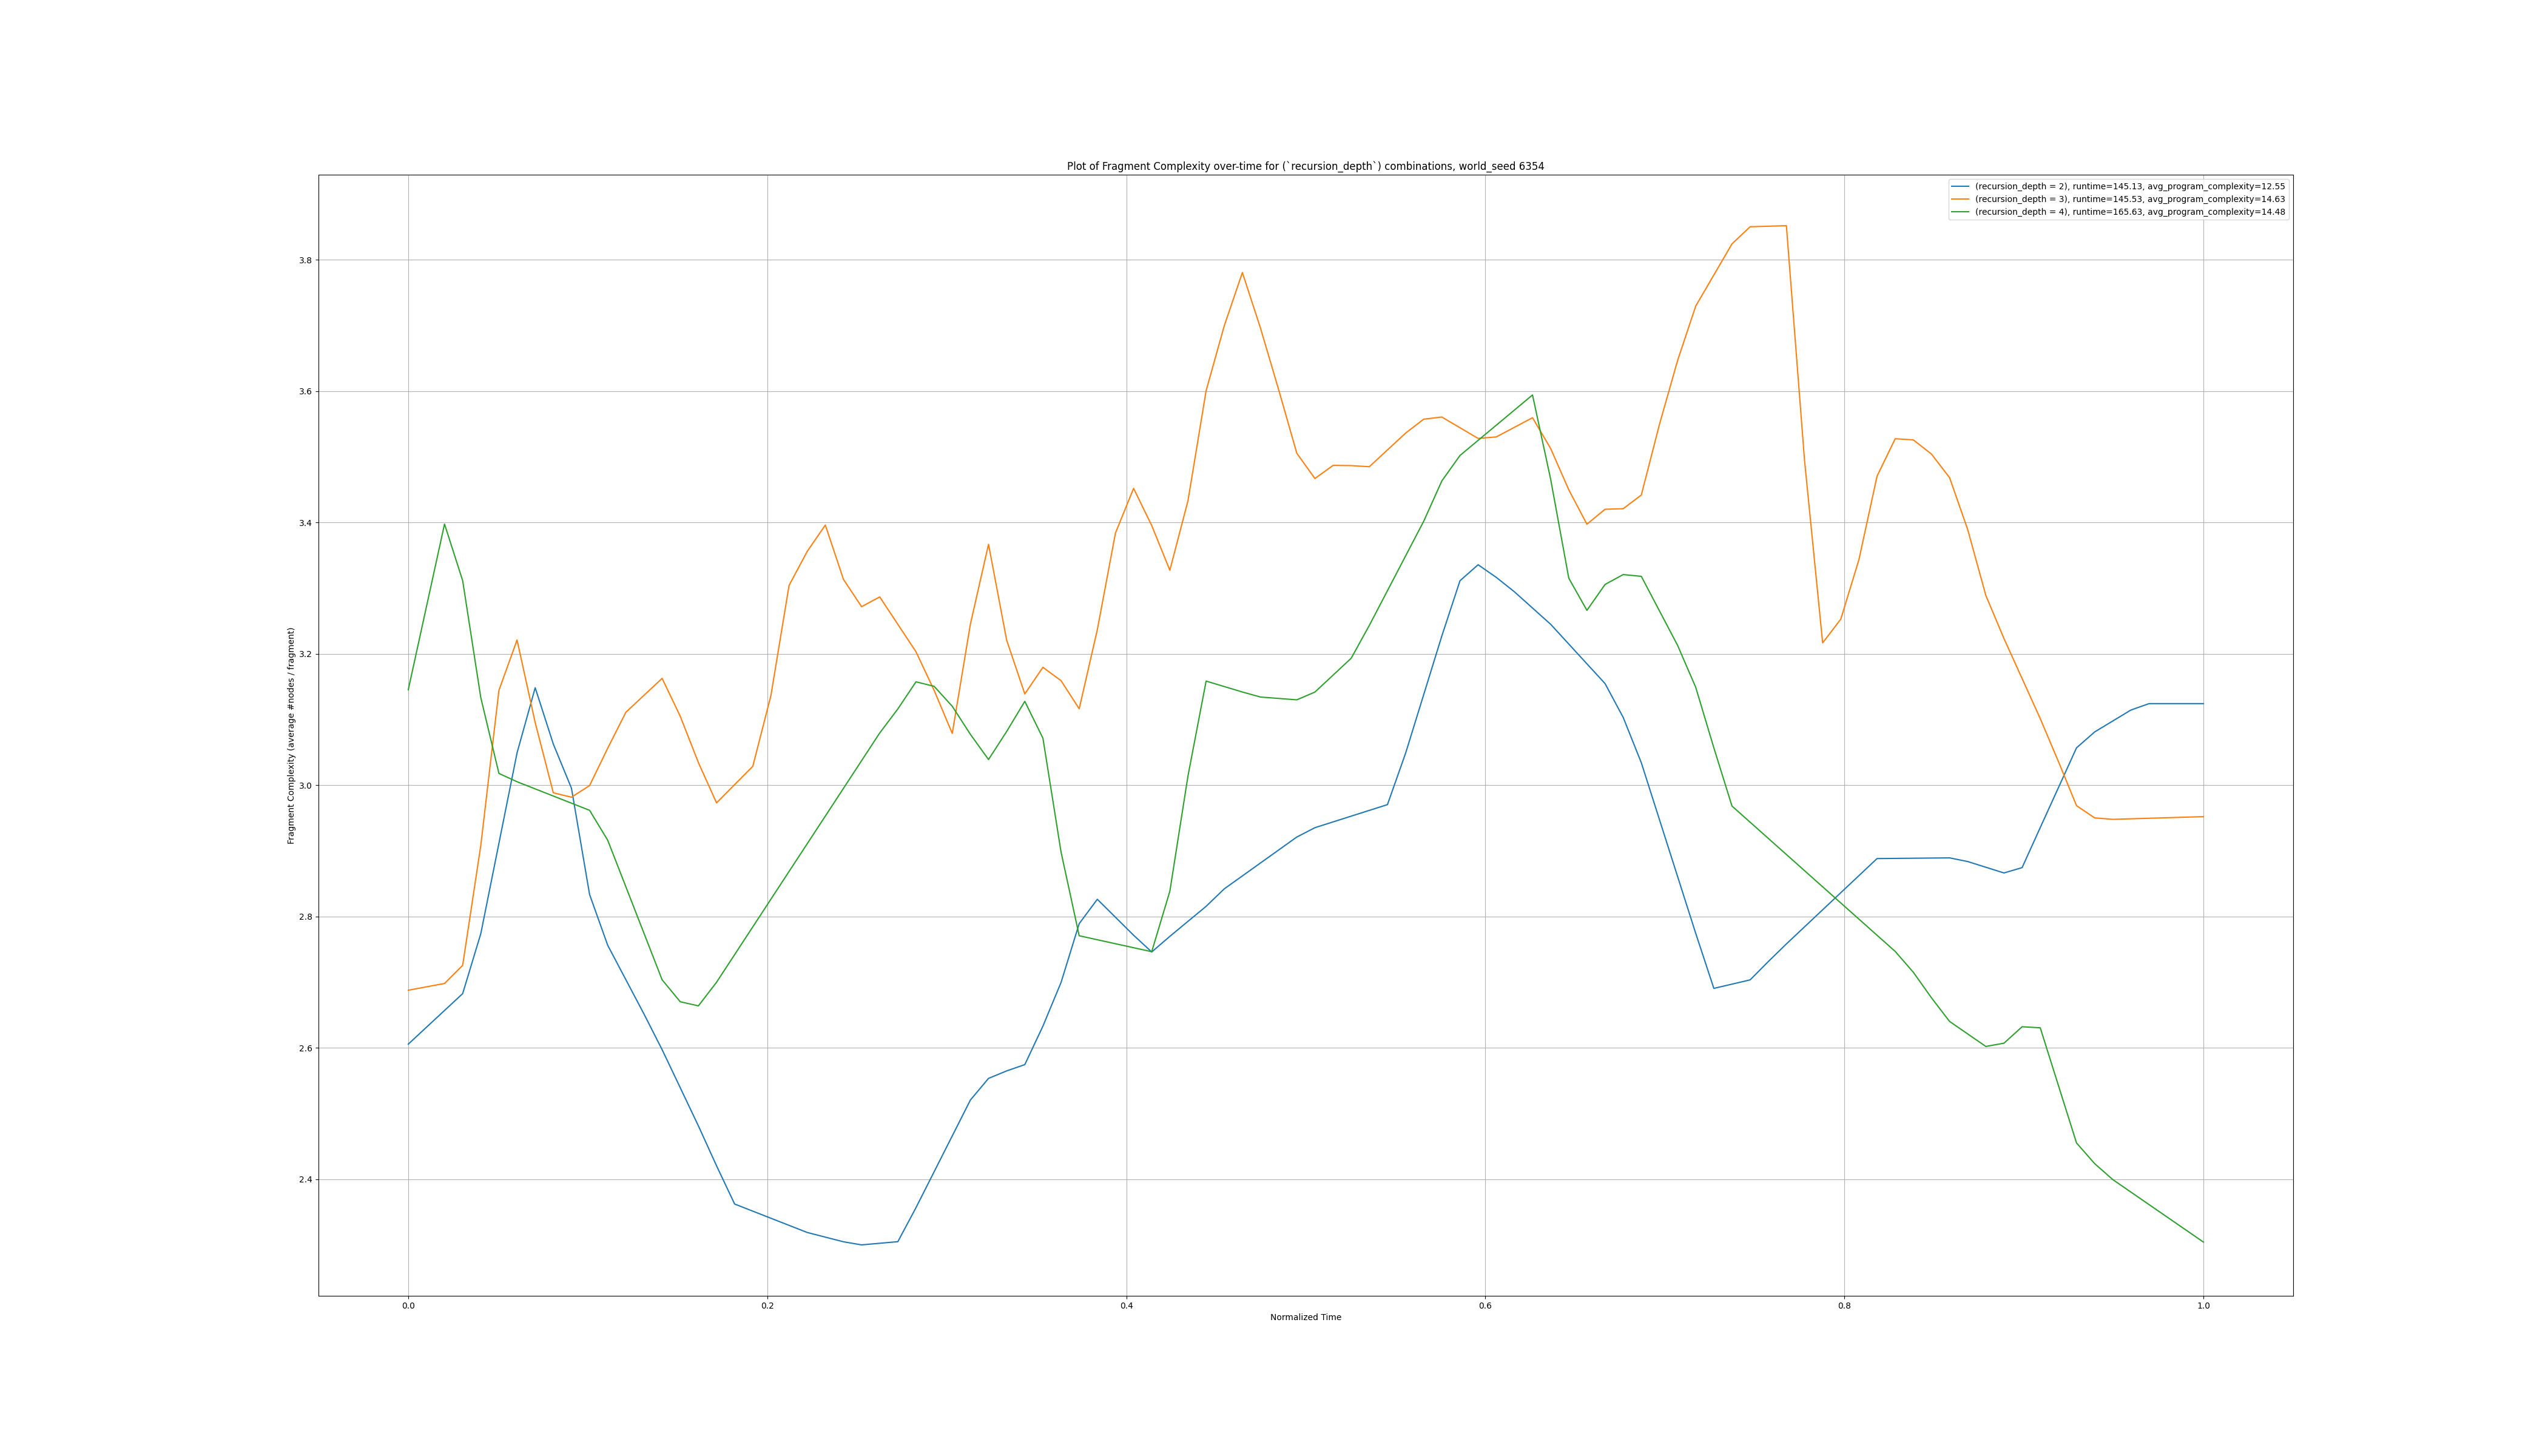 Plot of Fragment Complexity over-time for (`recursion_depth`) combinations, world_seed 6354
(recursion_depth = 2), runtime=145.13, avg_program_complexity=12.55
(recursion_depth = 3), runtime=145.53, avg_program_complexity=14.63
(recursion_depth = 4), runtime=165.63, avg_program_complexity=14.48
Fragment Complexity (average #nodes / fragment)
3.8
3.6
3.4
3.2
3.0
2.8
2.6
2.4
0.0
0.2
0.4
0.6
0.8
1.0
Normalized Time